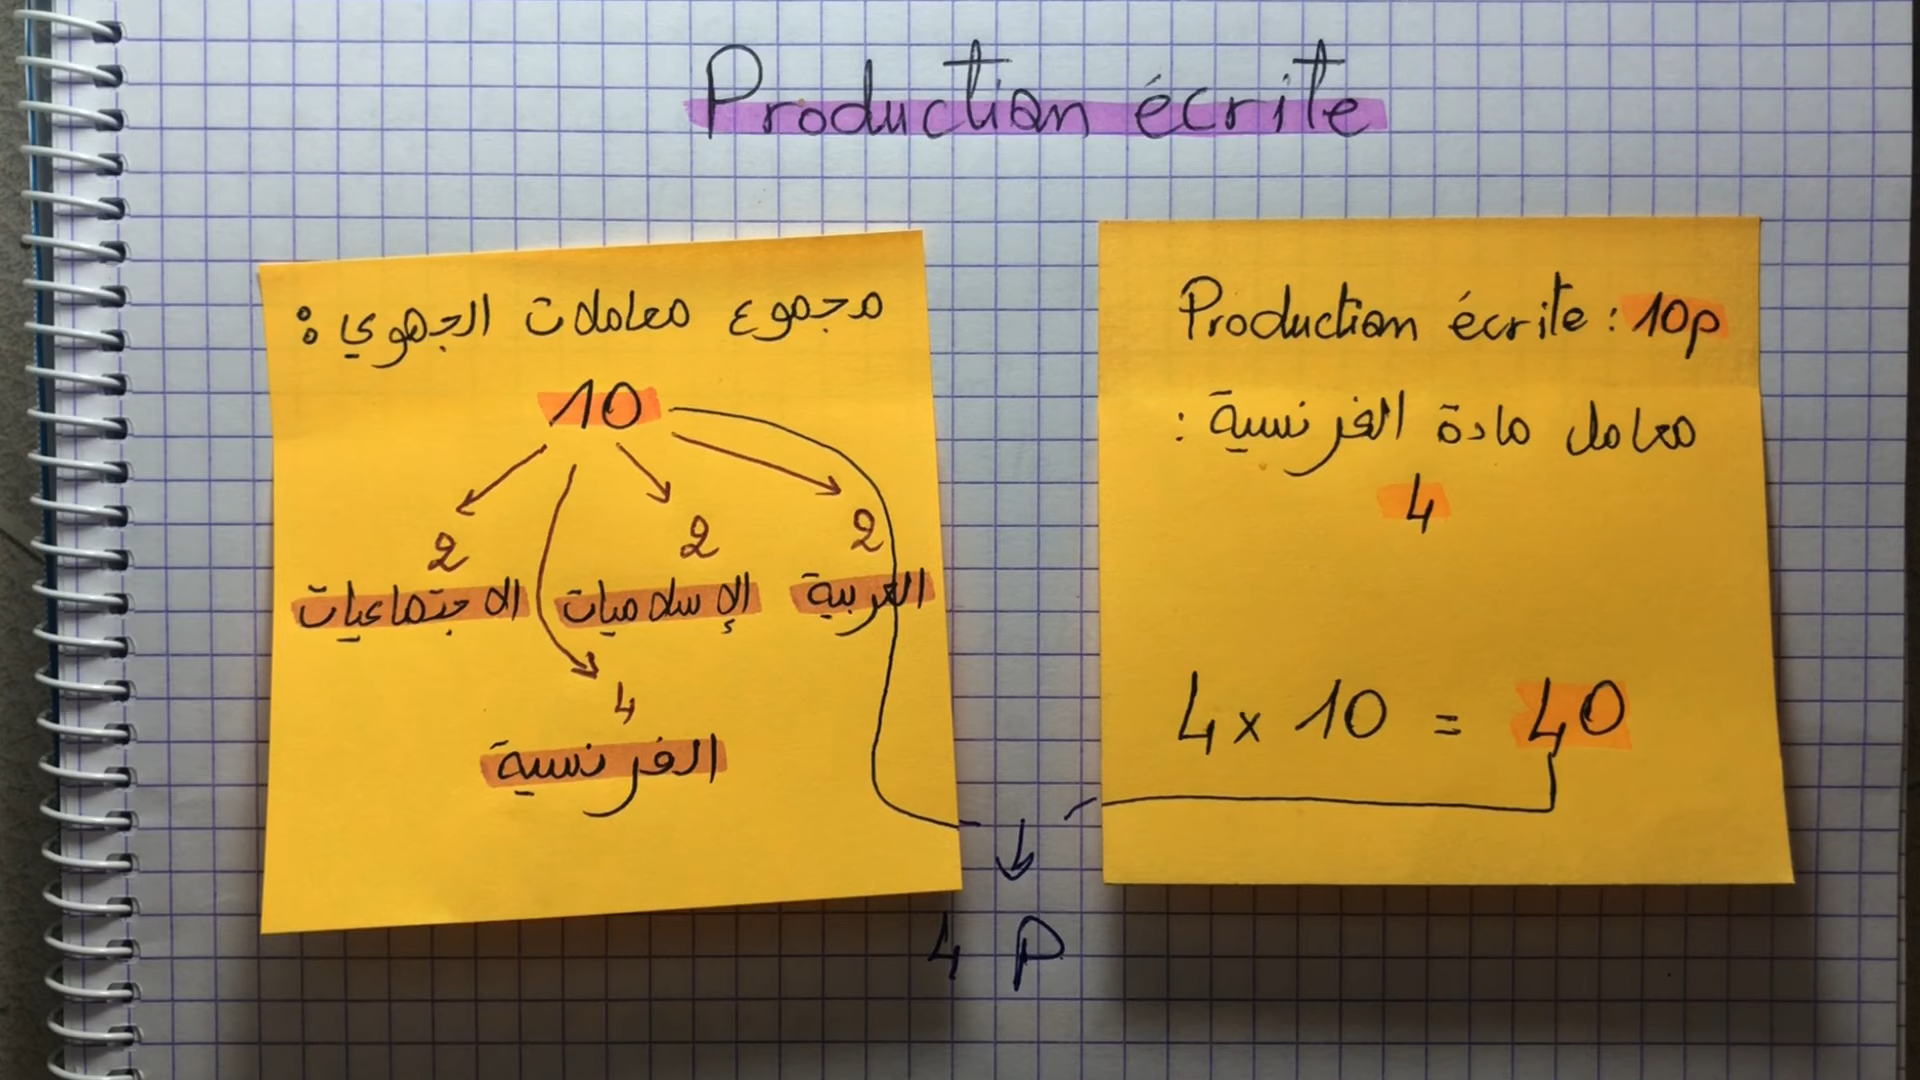 Production écrite
مجموع معاملات الجهوي :
10
2 2 2
العربية الإسلاميات الاجتماعيات
4
الفرنسية
Production écrite : 10p
معامل مادة الفرنسية :
4
4 x 10 = 40
4 P